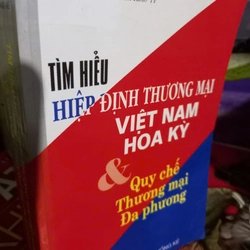 TÌM HIỂU
HIỆP ĐỊNH THƯƠNG MẠI
VIỆT NAM
HOA KỲ
& Quy chế
Thương mại
Đa phương